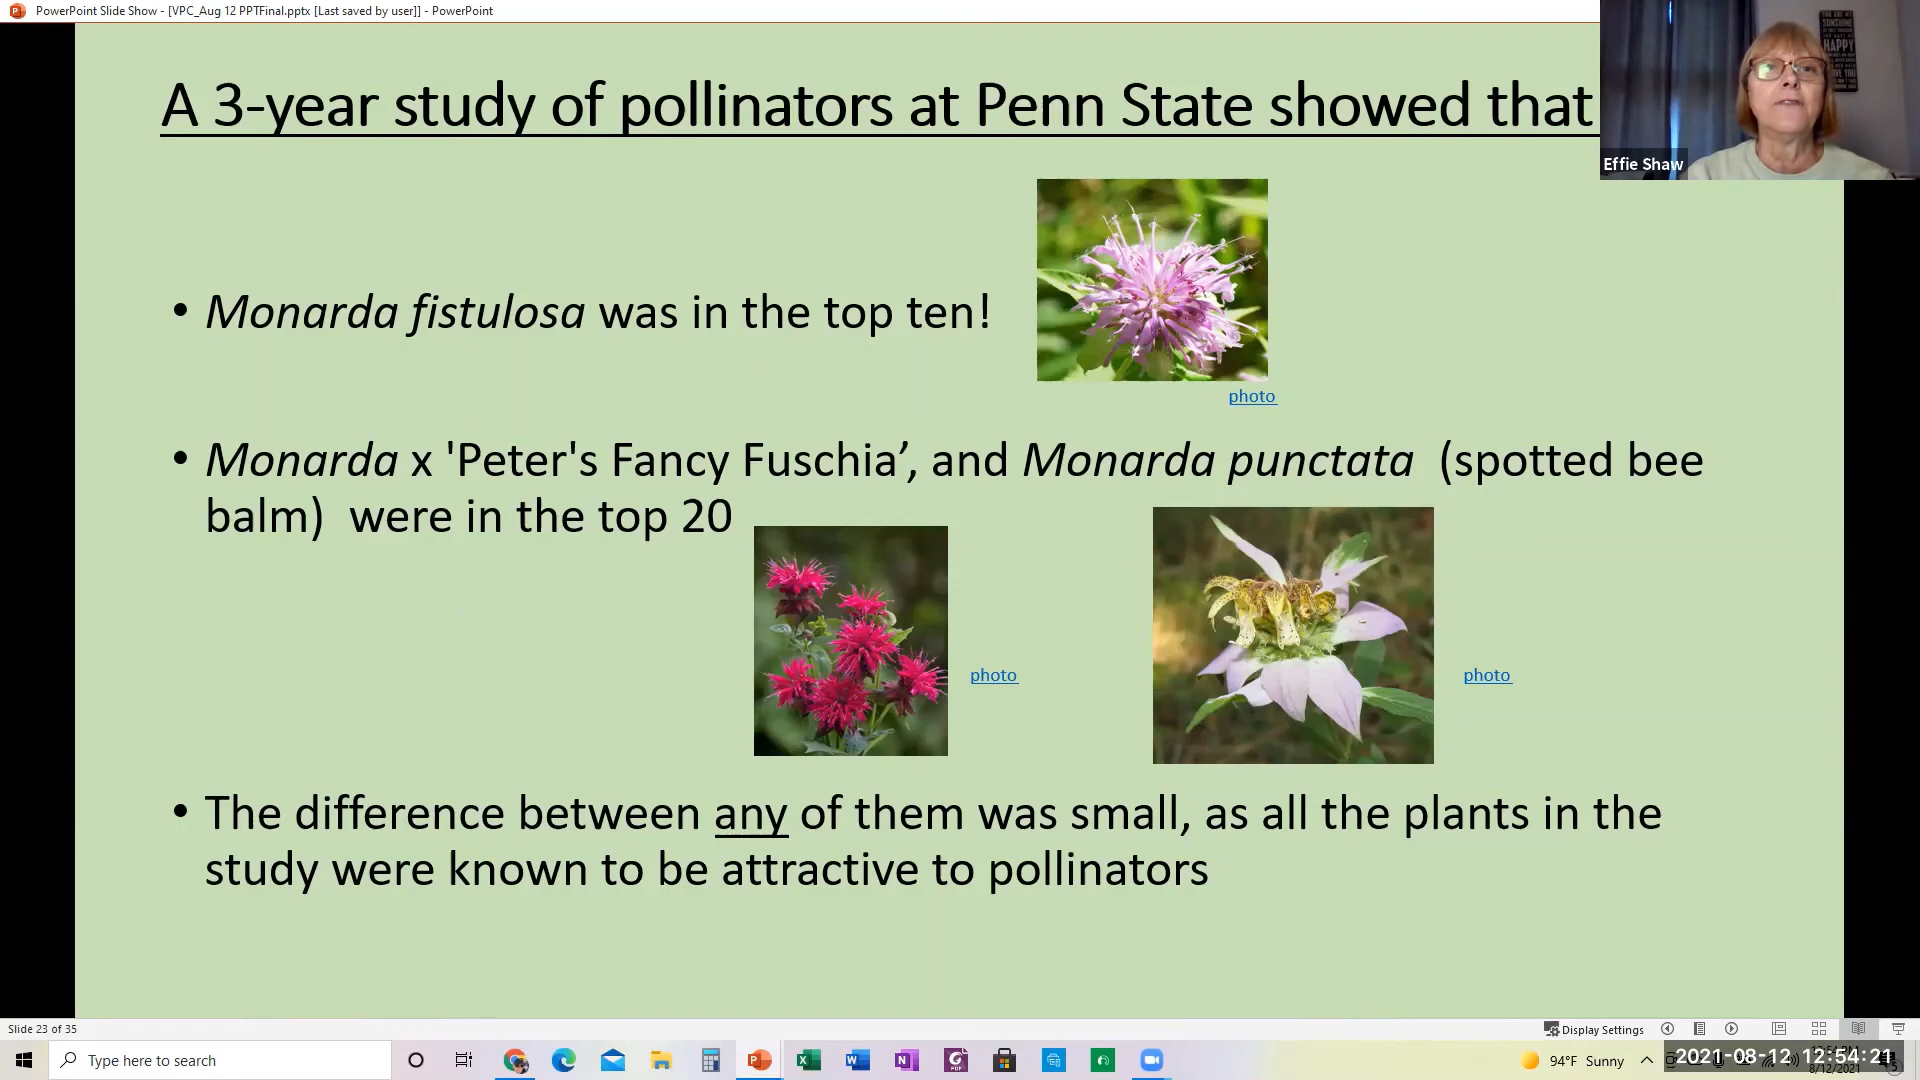 PowerPoint Slide Show - [VPC_Aug 12 PPTFinal.pptx [Last saved by user]] - PowerPoint
A 3-year study of pollinators at Penn State showed that
Effie Shaw
• Monarda fistulosa was in the top ten!
photo
• Monarda x 'Peter's Fancy Fuschia’, and Monarda punctata (spotted bee
balm) were in the top 20
photo
photo
• The difference between any of them was small, as all the plants in the
study were known to be attractive to pollinators
Slide 23 of 35
Display Settings
Type here to search
94°F Sunny
2021-08-12 12:54:21
8/12/2021